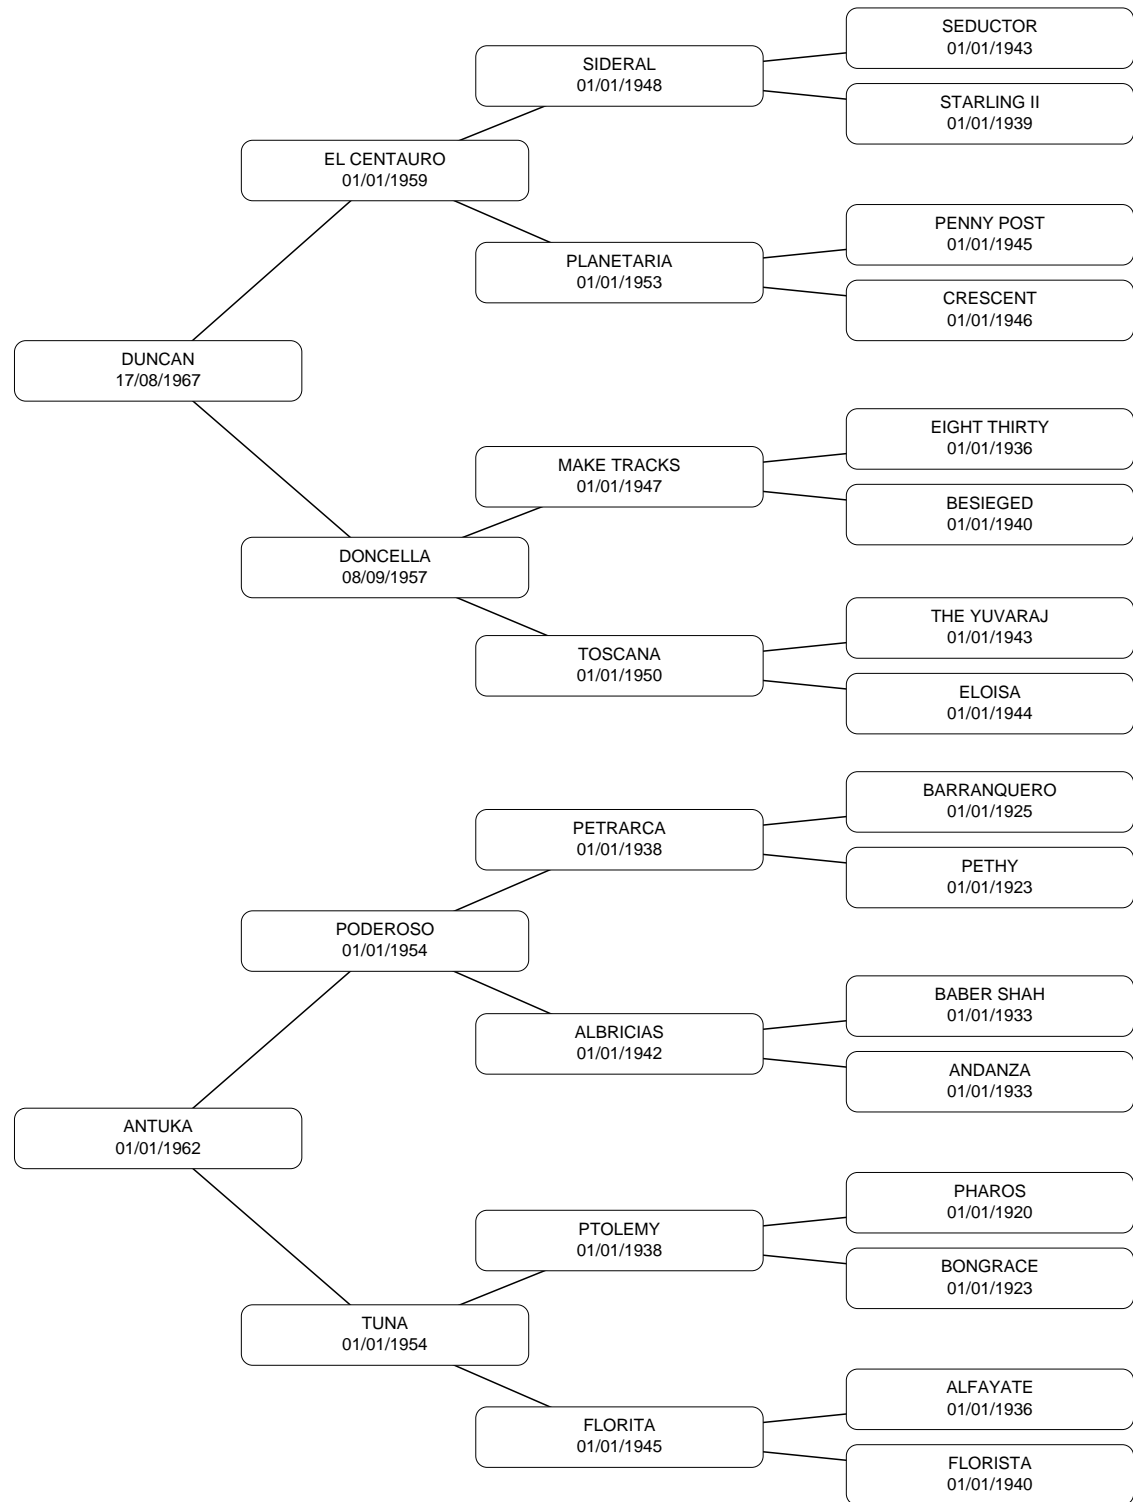 SEDUCTOR
01/01/1943
SIDERAL
01/01/1948
STARLING II
01/01/1939
EL CENTAURO
01/01/1959
PENNY POST
01/01/1945
PLANETARIA
01/01/1953
CRESCENT
01/01/1946
DUNCAN
17/08/1967
EIGHT THIRTY
01/01/1936
MAKE TRACKS
01/01/1947
BESIEGED
01/01/1940
DONCELLA
08/09/1957
THE YUVARAJ
01/01/1943
TOSCANA
01/01/1950
ELOISA
01/01/1944
BARRANQUERO
01/01/1925
PETRARCA
01/01/1938
PETHY
01/01/1923
PODEROSO
01/01/1954
BABER SHAH
01/01/1933
ALBRICIAS
01/01/1942
ANDANZA
01/01/1933
ANTUKA
01/01/1962
PHAROS
01/01/1920
PTOLEMY
01/01/1938
BONGRACE
01/01/1923
TUNA
01/01/1954
ALFAYATE
01/01/1936
FLORITA
01/01/1945
FLORISTA
01/01/1940